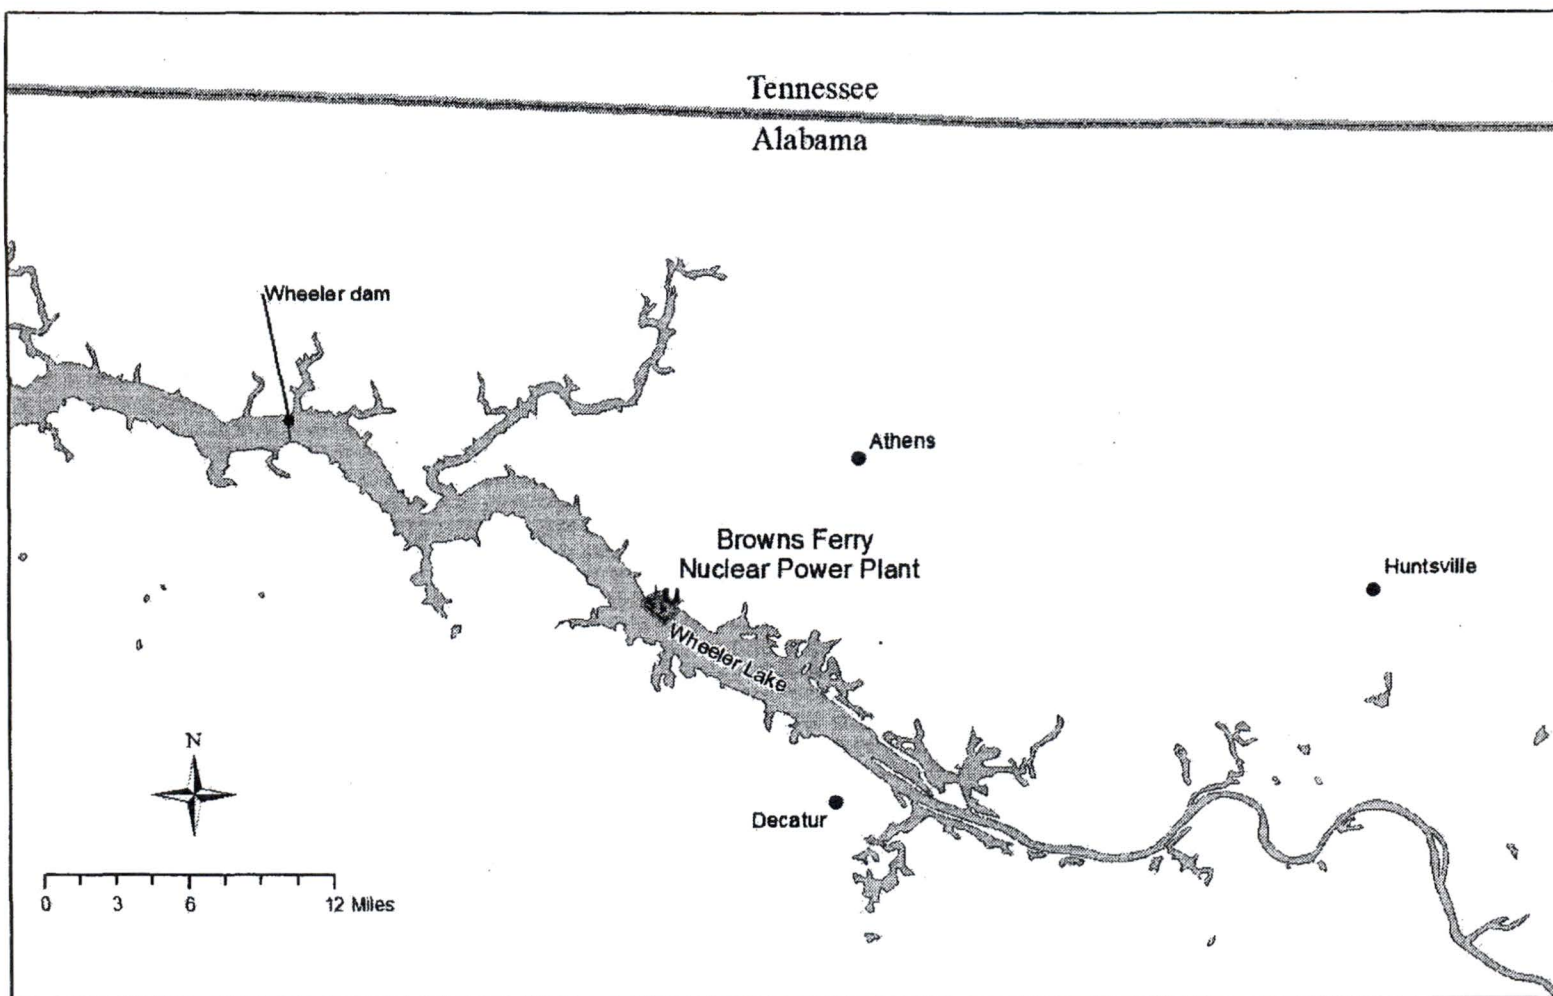 Tennessee
Alabama
Wheeler dam
Athens
Browns Ferry
Nuclear Power Plant
Huntsville
Wheeler Lake
N
Decatur
0 3 6 12 Miles